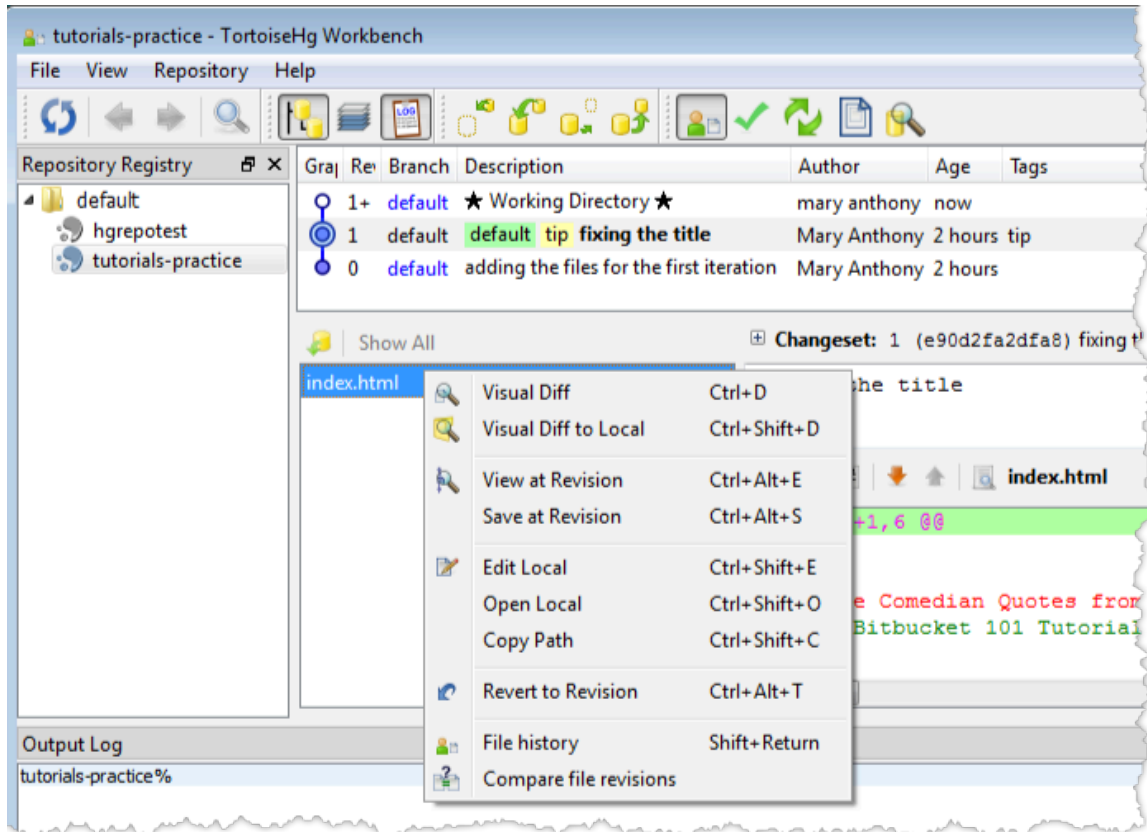 tutorials-practice - TortoiseHg Workbench
File View Repository Help
LOG
Repository Registry
default
hgrepotest
tutorials-practice
Graj Rev Branch Description Author Age Tags
1+ default ★ Working Directory ★ mary anthony now
1 default default tip fixing the title Mary Anthony 2 hours tip
0 default adding the files for the first iteration Mary Anthony 2 hours
Show All
Changeset: 1 (e90d2fa2dfa8) fixing
index.html
he title
Visual Diff Ctrl+D
Visual Diff to Local Ctrl+Shift+D
View at Revision Ctrl+Alt+E
Save at Revision Ctrl+Alt+S
Edit Local Ctrl+Shift+E
Open Local Ctrl+Shift+O
Copy Path Ctrl+Shift+C
Revert to Revision Ctrl+Alt+T
File history Shift+Return
Compare file revisions
index.html
+1,6 @@
e Comedian Quotes from
Bitbucket 101 Tutorial
Output Log
tutorials-practice%